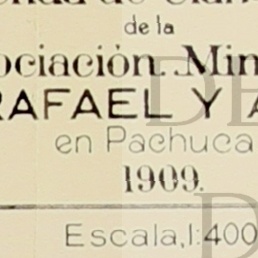 de la
ociación Min
RAFAEL Y
en Pachuca
1909.
Escala, 1:400